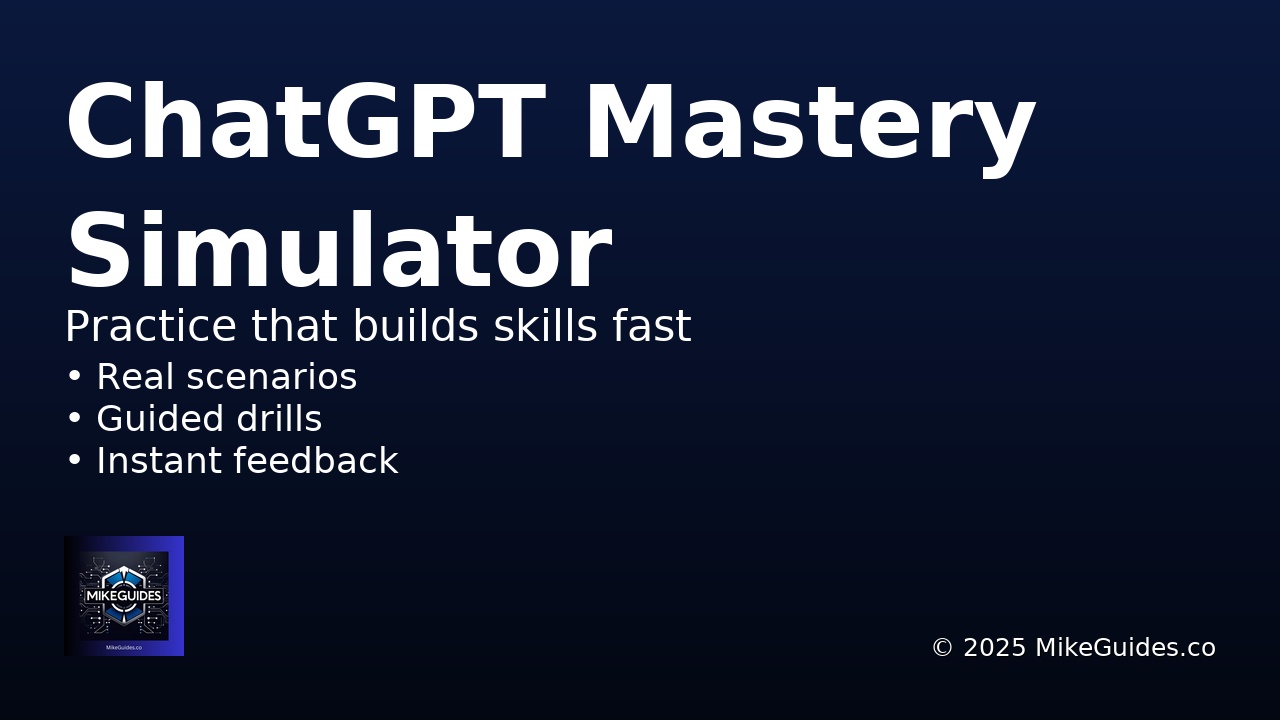 ChatGPT Mastery
Simulator
Practice that builds skills fast
• Real scenarios
• Guided drills
• Instant feedback
MIKEGUIDES
MikeGuides.co
© 2025 MikeGuides.co